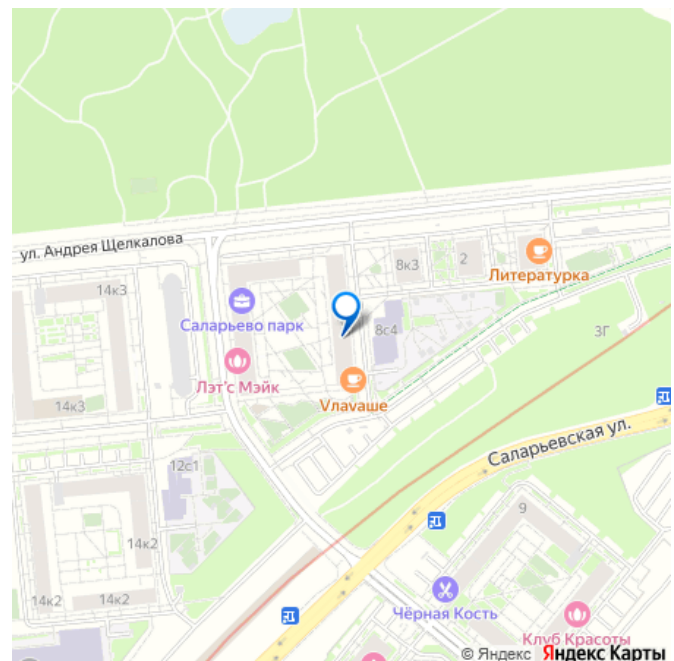 ул. Андрея Щелкалова
8к3
2
Литературка
14к3
Саларьево парк
8с4
3Г
Лэт'с Мэйк
Vлаvаше
14к3
Саларьевская ул.
12с1
9
14к2
Чёрная Кость
14к2
14к2
Клуб Красоты
© Яндекс Яндекс Карты